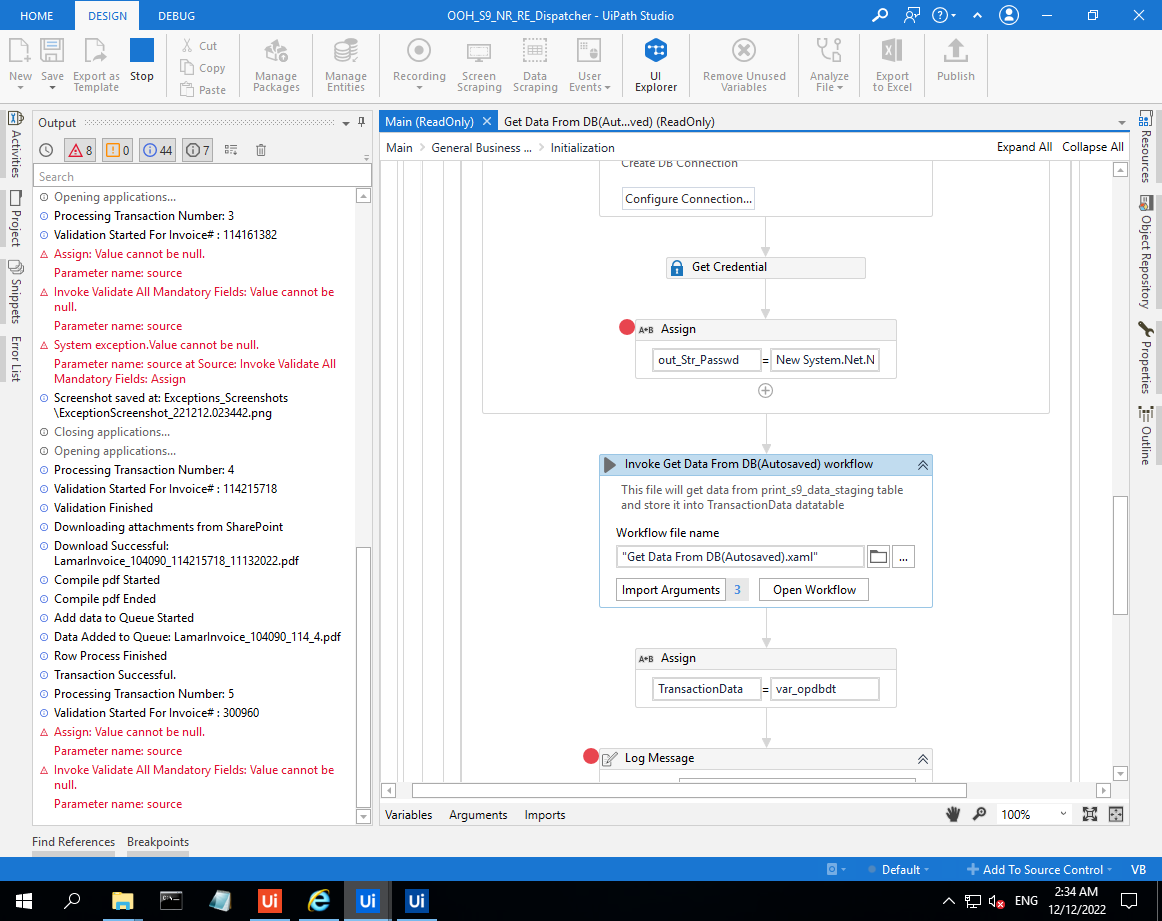 HOME
DESIGN
DEBUG
OOH_S9_NR_RE_Dispatcher - UiPath Studio
New
Save
Export as
Template
Stop
Cut
Copy
Paste
Manage
Packages
Manage
Entities
Recording
Screen
Scraping
Data
Scraping
User
Events
UI
Explorer
Remove Unused
Variables
Analyze
File
Export
to Excel
Publish
Activities
Project
Snippets
Error List
Output
8
0
44
7
Search
Opening applications...
Processing Transaction Number: 3
Validation Started For Invoice# : 114161382
Assign: Value cannot be null.
Parameter name: source
Invoke Validate All Mandatory Fields: Value cannot be
null.
Parameter name: source
System exception.Value cannot be null.
Parameter name: source at Source: Invoke Validate All
Mandatory Fields: Assign
Screenshot saved at: Exceptions_Screenshots
\ExceptionScreenshot_221212.023442.png
Closing applications...
Opening applications...
Processing Transaction Number: 4
Validation Started For Invoice# : 114215718
Validation Finished
Downloading attachments from SharePoint
Download Successful:
LamarInvoice_104090_114215718_11132022.pdf
Compile pdf Started
Compile pdf Ended
Add data to Queue Started
Data Added to Queue: LamarInvoice_104090_114_4.pdf
Row Process Finished
Transaction Successful.
Processing Transaction Number: 5
Validation Started For Invoice# : 300960
Assign: Value cannot be null.
Parameter name: source
Invoke Validate All Mandatory Fields: Value cannot be
null.
Parameter name: source
Find References
Breakpoints
Main (ReadOnly)
Get Data From DB(Aut...ved) (ReadOnly)
Main
General Business ...
Initialization
Expand All
Collapse All
Create DB Connection
Configure Connection...
Get Credential
A+B Assign
out_Str_Passwd = New System.Net.N
Invoke Get Data From DB(Autosaved) workflow
This file will get data from print_s9_data_staging table
and store it into TransactionData datatable
Workflow file name
"Get Data From DB(Autosaved).xaml"
...
Import Arguments 3
Open Workflow
A+B Assign
TransactionData = var_opdbdt
Log Message
Variables
Arguments
Imports
100%
Resources
Object Repository
Properties
Outline
Default
Add To Source Control
VB
Ui
Ui
Ui
ENG
2:34 AM
12/12/2022